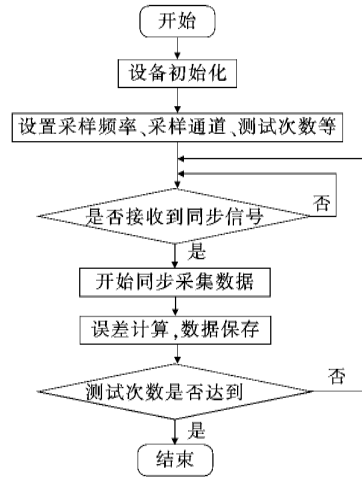 开始
设备初始化
设置采样频率、采样通道、测试次数等
是否接收到同步信号
否
是
开始同步采集数据
误差计算,数据保存
测试次数是否达到
否
是
结束